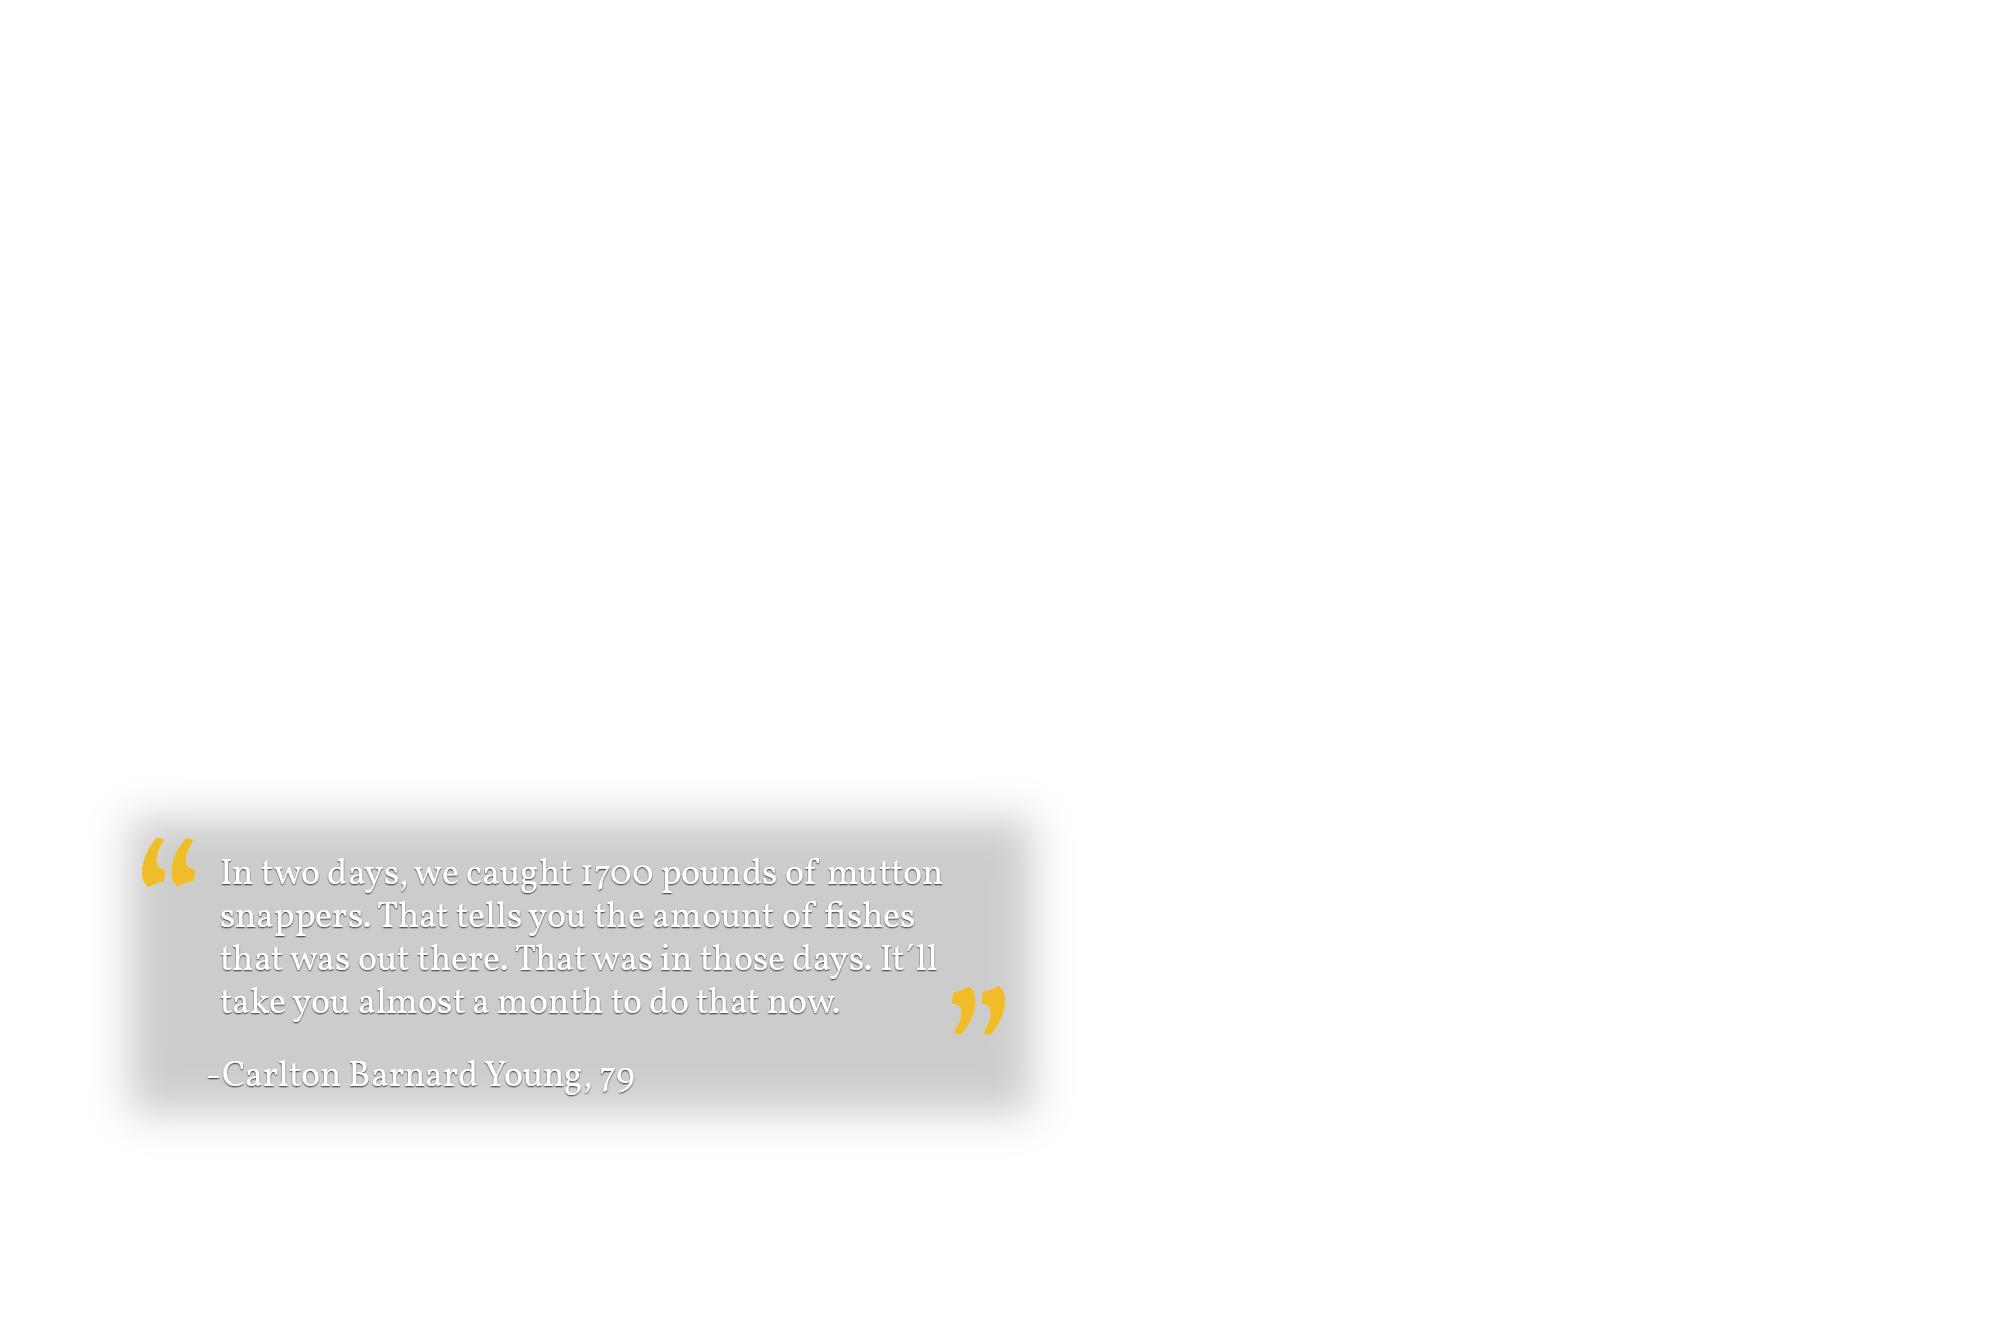 “ In two days, we caught 1700 pounds of mutton
snappers. That tells you the amount of fishes
that was out there. That was in those days. It´ll
take you almost a month to do that now. ”
-Carlton Barnard Young, 79